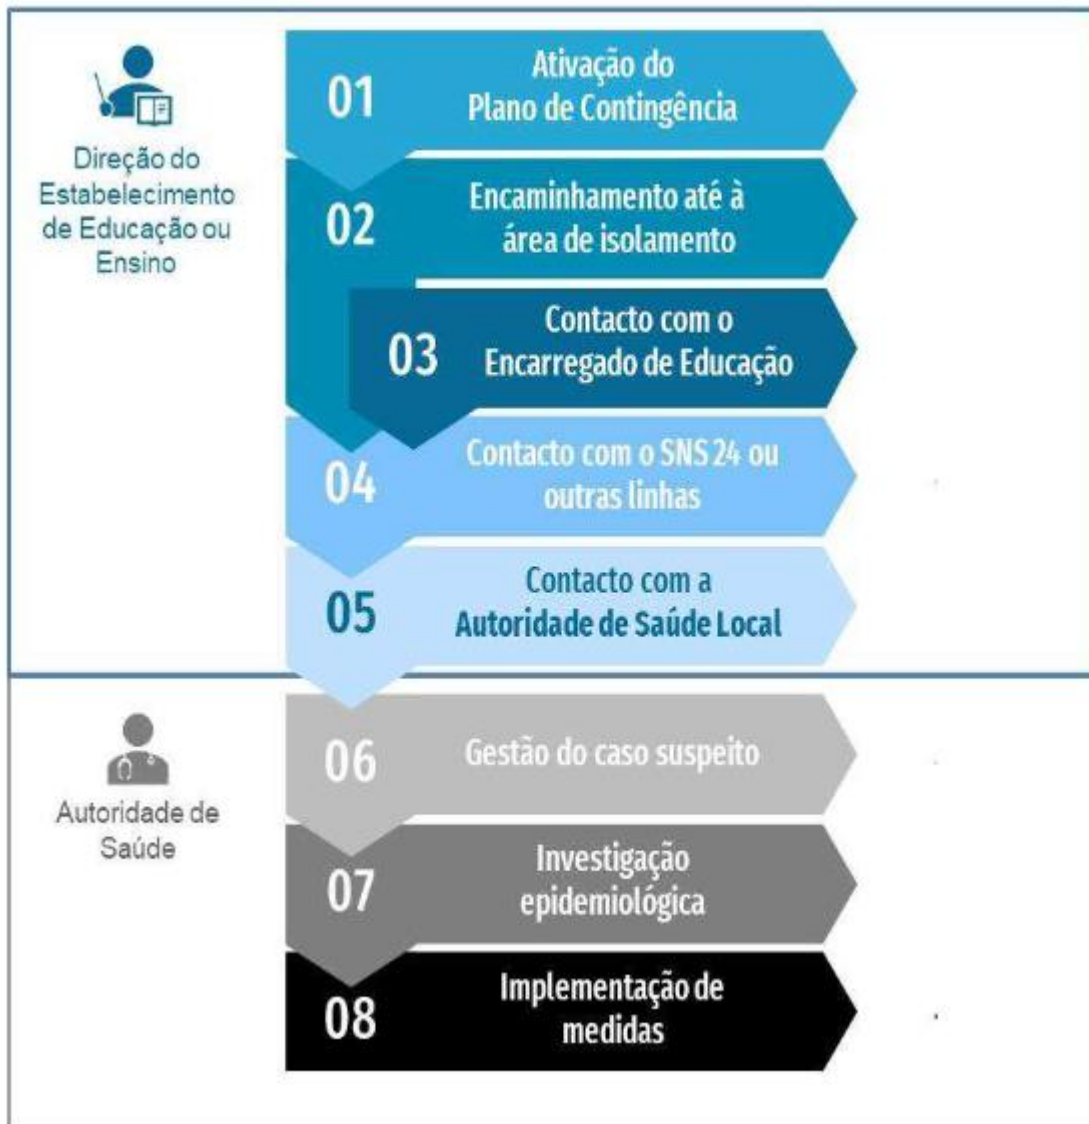 Direção do
Estabelecimento
de Educação ou
Ensino
01
Ativação do
Plano de Contingência
02
Encaminhamento até à
área de isolamento
03
Contacto com o
Encarregado de Educação
04
Contacto com o SNS 24 ou
outras linhas
05
Contacto com a
Autoridade de Saúde Local
Autoridade de
Saúde
06
Gestão do caso suspeito
07
Investigação
epidemiológica
08
Implementação de
medidas